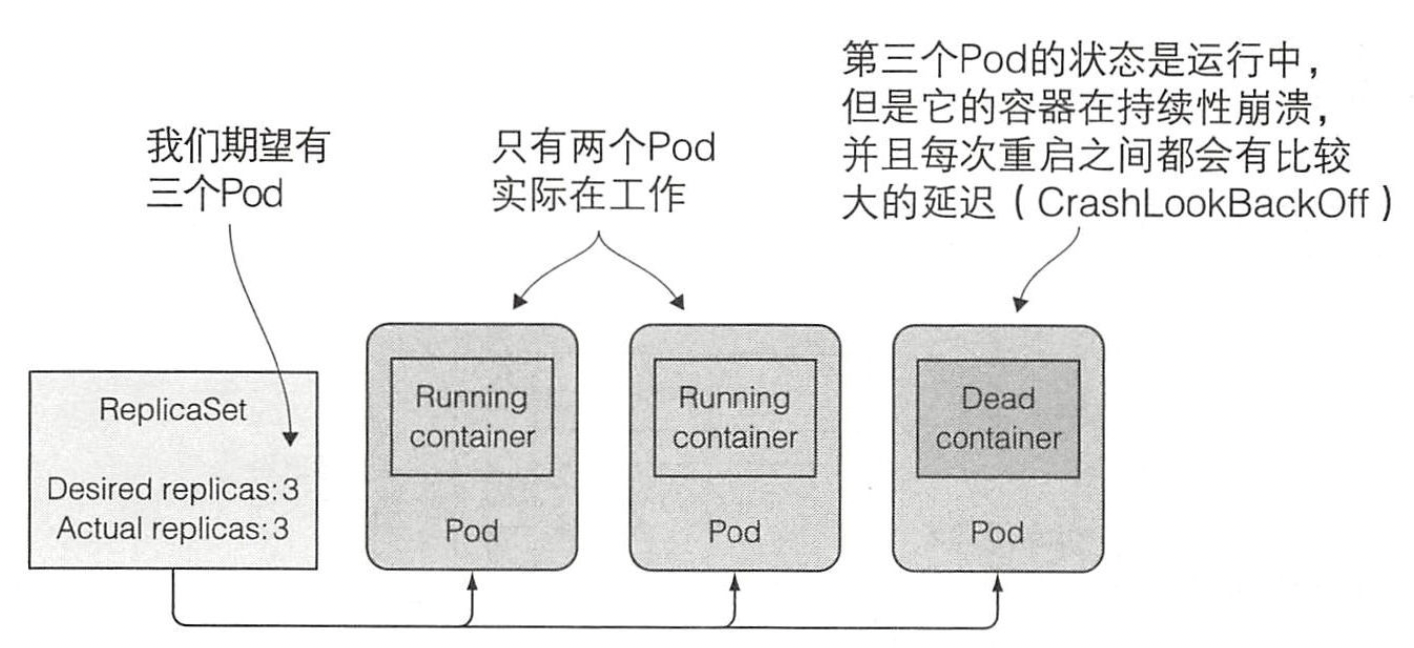 我们期望有
三个Pod
只有两个Pod
实际在工作
第三个Pod的状态是运行中，
但是它的容器在持续性崩溃，
并且每次重启之间都会有比较
大的延迟（CrashLookBackOff）
ReplicaSet
Desired replicas:3
Actual replicas:3
Running
container
Pod
Running
container
Pod
Dead
container
Pod